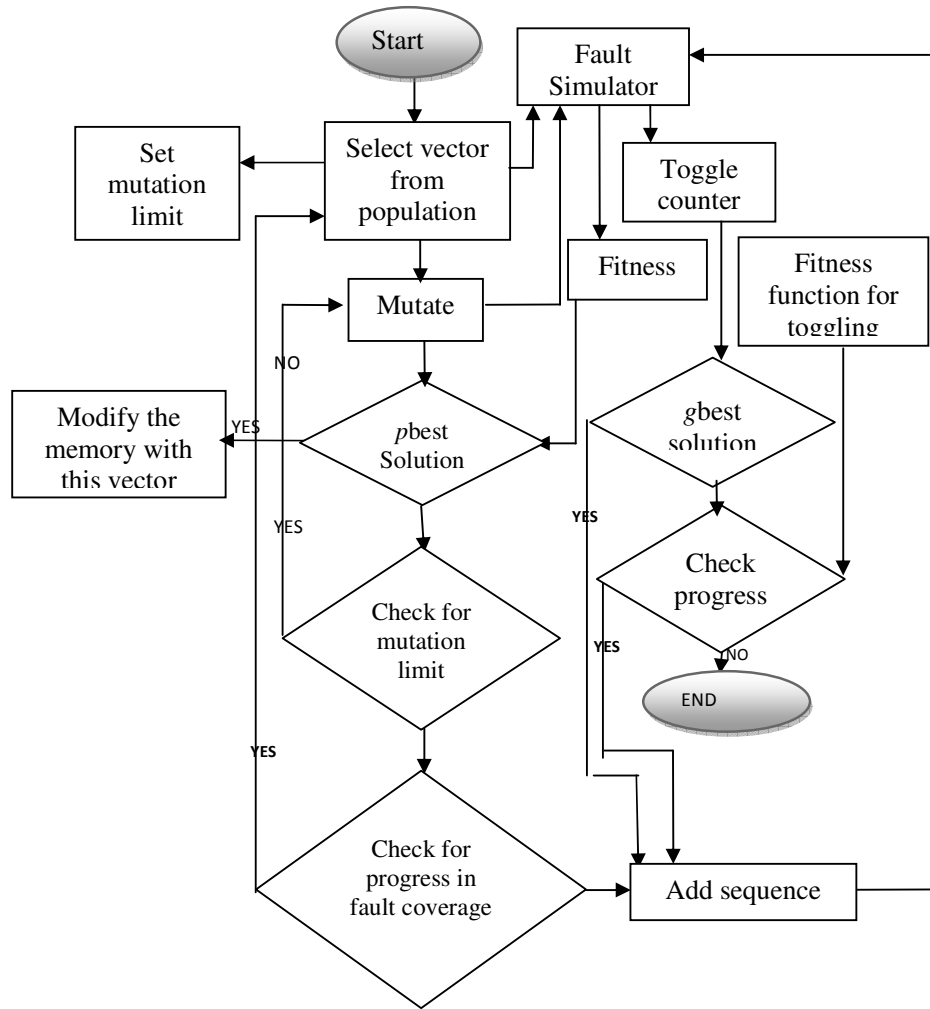 Start
Fault
Simulator
Set
mutation
limit
Select vector
from
population
Toggle
counter
Fitness
Fitness
function for
toggling
Mutate
NO
Modify the
memory with
this vector
YES
pbest
Solution
gbest
solution
YES
YES
Check
progress
Check for
mutation
limit
YES
NO
END
YES
Check for
progress in
fault coverage
Add sequence